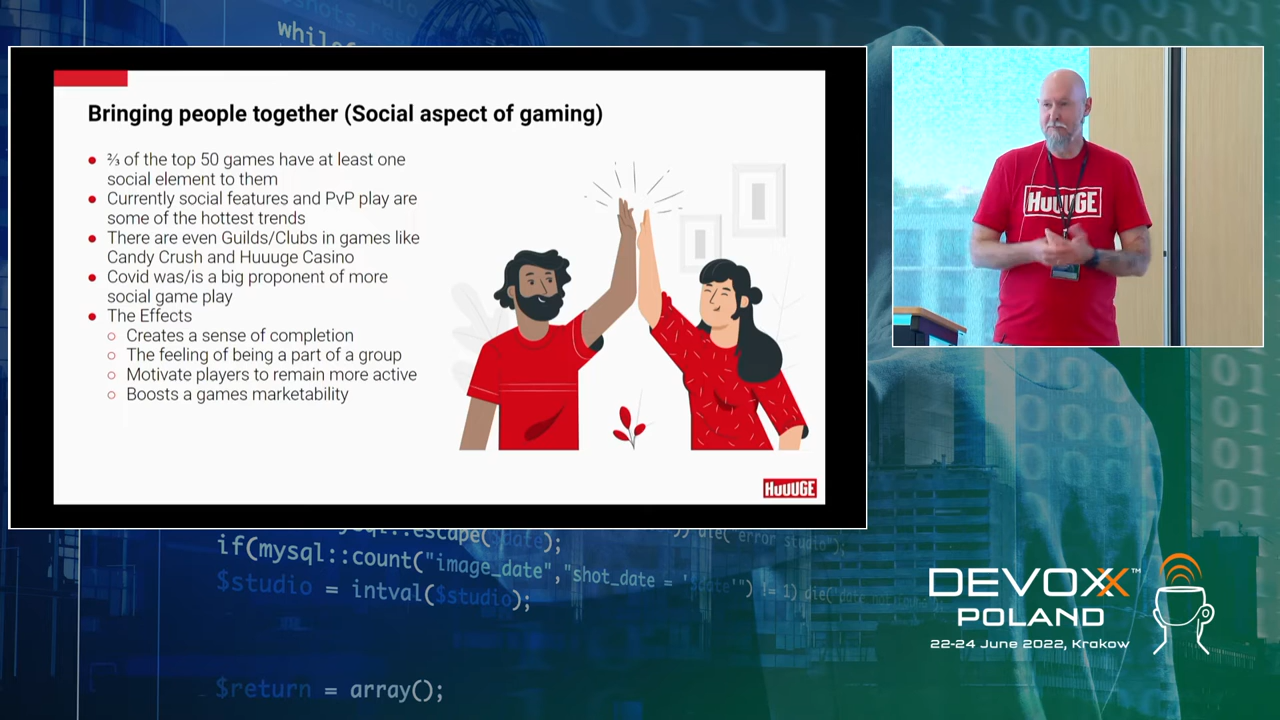 Bringing people together (Social aspect of gaming)
● ⅔ of the top 50 games have at least one
social element to them
● Currently social features and PvP play are
some of the hottest trends
● There are even Guilds/Clubs in games like
Candy Crush and Huuuge Casino
● Covid was/is a big proponent of more
social game play
● The Effects
○ Creates a sense of completion
○ The feeling of being a part of a group
○ Motivate players to remain more active
○ Boosts a games marketability
HUUUGE
HUUUGE
while
if(mysql::count("image_date","shot_date = '$date'") != 1) die(
$studio = intval($studio);
$return = array();
DEVOXX™
POLAND
22-24 June 2022, Krakow